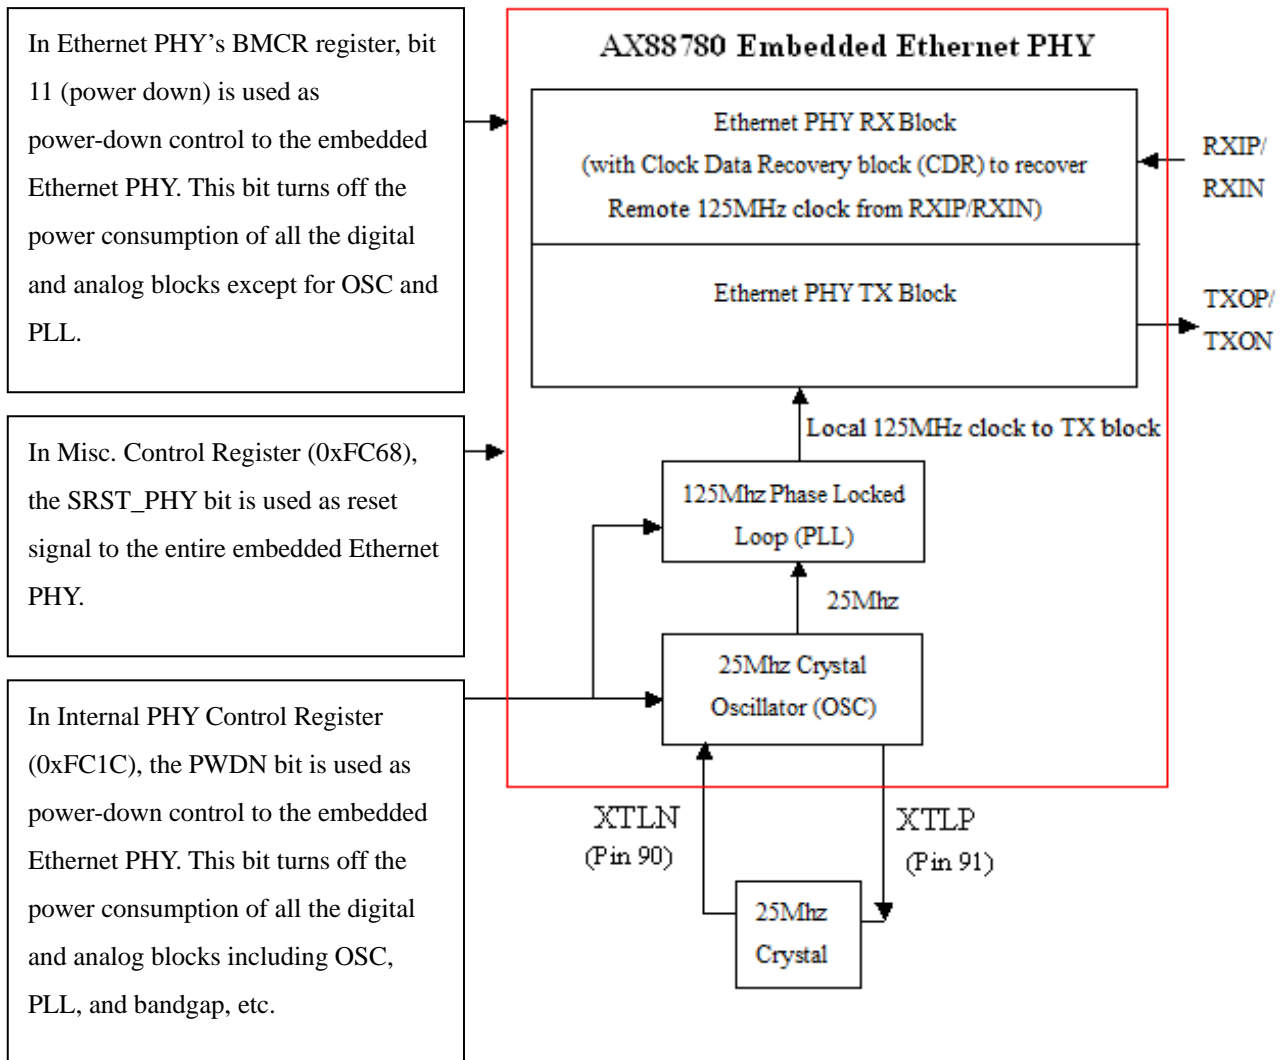 In Ethernet PHY's BMCR register, bit
11 (power down) is used as
power-down control to the embedded
Ethernet PHY. This bit turns off the
power consumption of all the digital
and analog blocks except for OSC and
PLL.
In Misc. Control Register (0xFC68),
the SRST_PHY bit is used as reset
signal to the entire embedded Ethernet
PHY.
In Internal PHY Control Register
(0xFC1C), the PWDN bit is used as
power-down control to the embedded
Ethernet PHY. This bit turns off the
power consumption of all the digital
and analog blocks including OSC,
PLL, and bandgap, etc.
AX88780 Embedded Ethernet PHY
Ethernet PHY RX Block
(with Clock Data Recovery block (CDR) to recover
Remote 125MHz clock from RXIP/RXIN)
RXIP/
RXIN
Ethernet PHY TX Block
TXOP/
TXON
Local 125MHz clock to TX block
125Mhz Phase Locked
Loop (PLL)
25Mhz
25Mhz Crystal
Oscillator (OSC)
XTLN
(Pin 90)
XTLP
(Pin 91)
25Mhz
Crystal